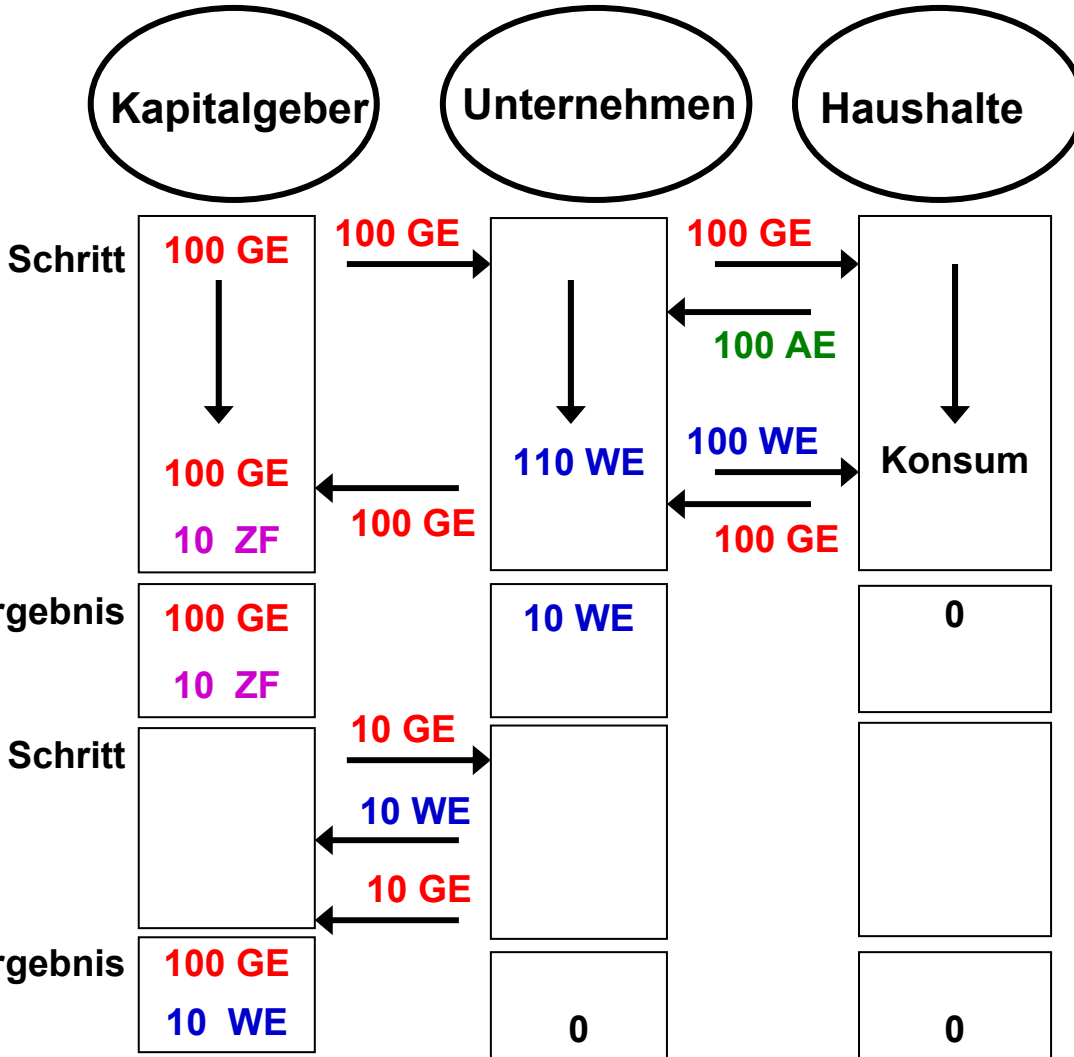 Kapitalgeber Unternehmen Haushalte
Schritt 100 GE 100 GE 100 GE
100 AE
100 GE 110 WE 100 WE Konsum
10 ZF 100 GE 100 GE
rgebnis 100 GE 10 WE 0
10 ZF
Schritt 10 GE
10 WE
10 GE
rgebnis 100 GE
10 WE 0 0